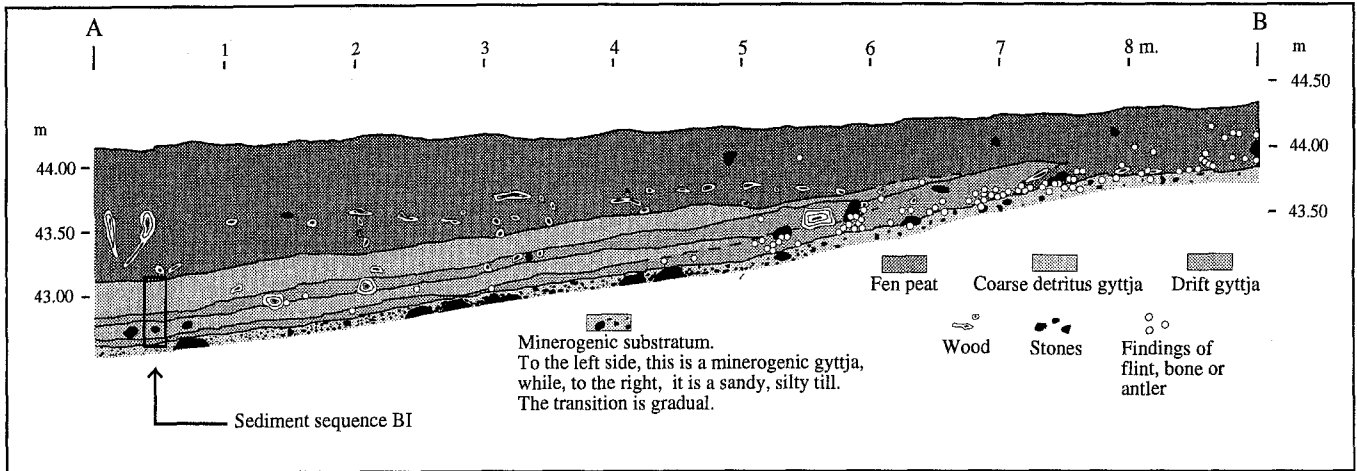 A
B
1 2 3 4 5 6 7 8 m.
m
44.50
44.00
43.50
m
44.00
43.50
43.00
Fen peat
Coarse detritus gyttja
Drift gyttja
Minerogenic substratum.
To the left side, this is a minerogenic gyttja,
while, to the right, it is a sandy, silty till.
The transition is gradual.
Wood
Stones
Findings of
flint, bone or
antler
Sediment sequence BI